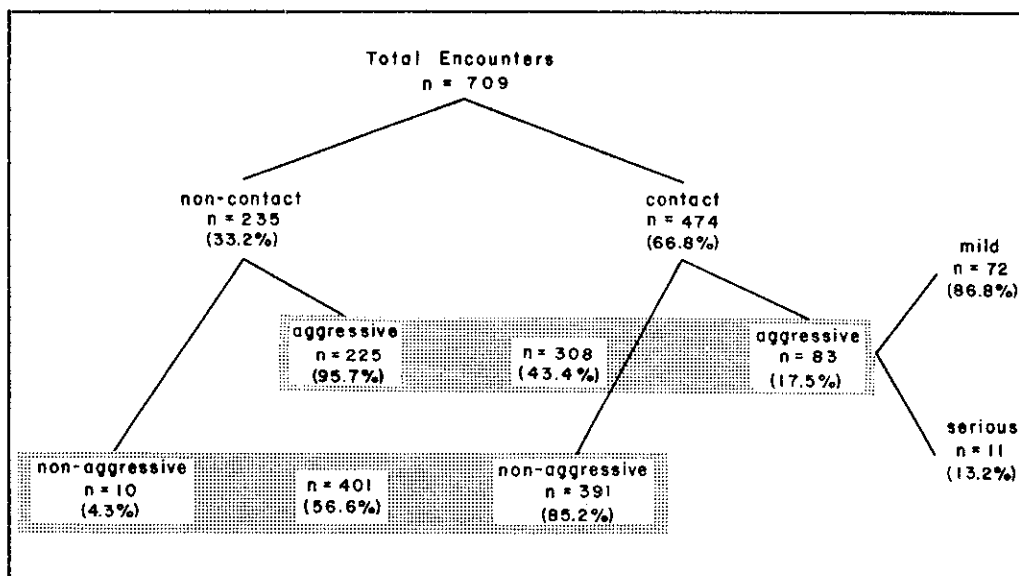 Total Encounters
n = 709
non-contact
n = 235
(33.2%)
contact
n = 474
(66.8%)
mild
n = 72
(86.8%)
aggressive
n = 225
(95.7%)
n = 308
(43.4%)
aggressive
n = 83
(17.5%)
serious
n = 11
(13.2%)
non-aggressive
n = 10
(4.3%)
n = 401
(56.6%)
non-aggressive
n = 391
(85.2%)